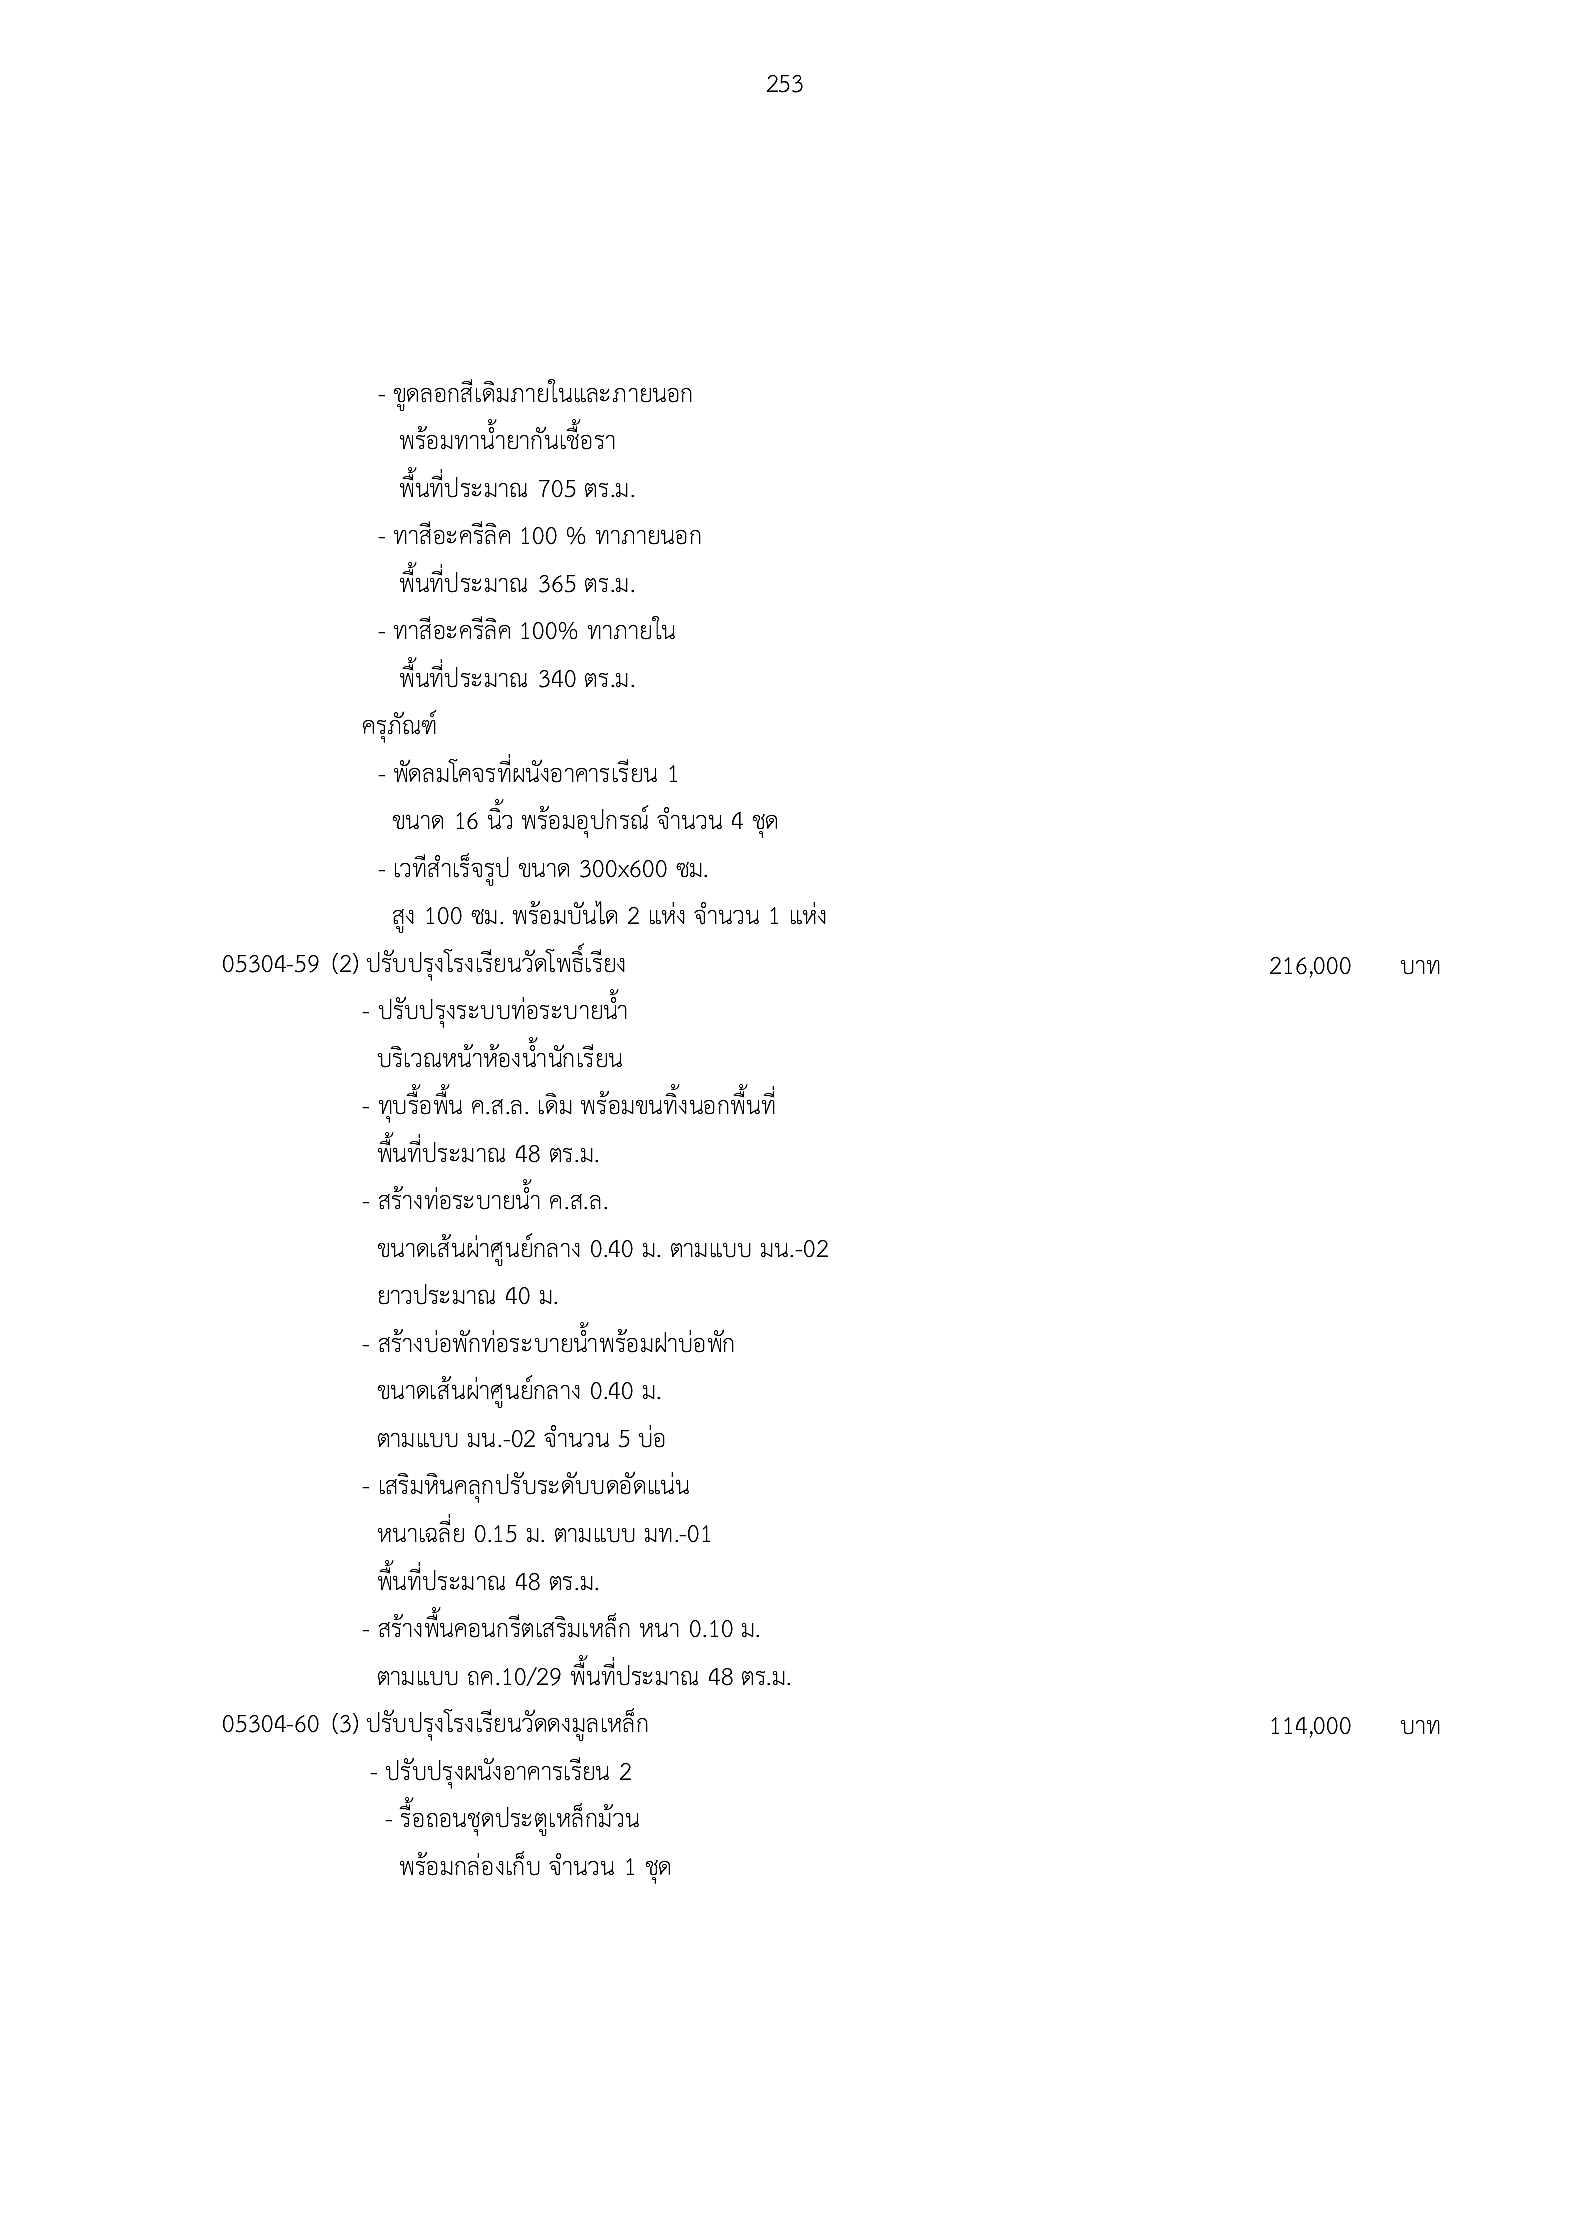 253
- ขูดลอกสีเดิมภายในและภายนอก
พร้อมทาน้ำยากันเชื้อรา
พื้นที่ประมาณ 705 ตร.ม.
- ทาสีอะครีลิค 100 % ทาภายนอก
พื้นที่ประมาณ 365 ตร.ม.
- ทาสีอะครีลิค 100% ทาภายใน
พื้นที่ประมาณ 340 ตร.ม.
ครุภัณฑ์
- พัดลมโคจรที่ผนังอาคารเรียน 1
ขนาด 16 นิ้ว พร้อมอุปกรณ์ จำนวน 4 ชุด
- เวทีสำเร็จรูป ขนาด 300x600 ซม.
สูง 100 ซม. พร้อมบันได 2 แห่ง จำนวน 1 แห่ง
05304-59 (2) ปรับปรุงโรงเรียนวัดโพธิ์เรียง 216,000 บาท
- ปรับปรุงระบบท่อระบายน้ำ
บริเวณหน้าห้องน้ำนักเรียน
- ทุบรื้อพื้น ค.ส.ล. เดิม พร้อมขนทิ้งนอกพื้นที่
พื้นที่ประมาณ 48 ตร.ม.
- สร้างท่อระบายน้ำ ค.ส.ล.
ขนาดเส้นผ่าศูนย์กลาง 0.40 ม. ตามแบบ มน.-02
ยาวประมาณ 40 ม.
- สร้างบ่อพักท่อระบายน้ำพร้อมฝาบ่อพัก
ขนาดเส้นผ่าศูนย์กลาง 0.40 ม.
ตามแบบ มน.-02 จำนวน 5 บ่อ
- เสริมหินคลุกปรับระดับบดอัดแน่น
หนาเฉลี่ย 0.15 ม. ตามแบบ มท.-01
พื้นที่ประมาณ 48 ตร.ม.
- สร้างพื้นคอนกรีตเสริมเหล็ก หนา 0.10 ม.
ตามแบบ ถค.10/29 พื้นที่ประมาณ 48 ตร.ม.
05304-60 (3) ปรับปรุงโรงเรียนวัดดงมูลเหล็ก 114,000 บาท
- ปรับปรุงผนังอาคารเรียน 2
- รื้อถอนชุดประตูเหล็กม้วน
พร้อมกล่องเก็บ จำนวน 1 ชุด